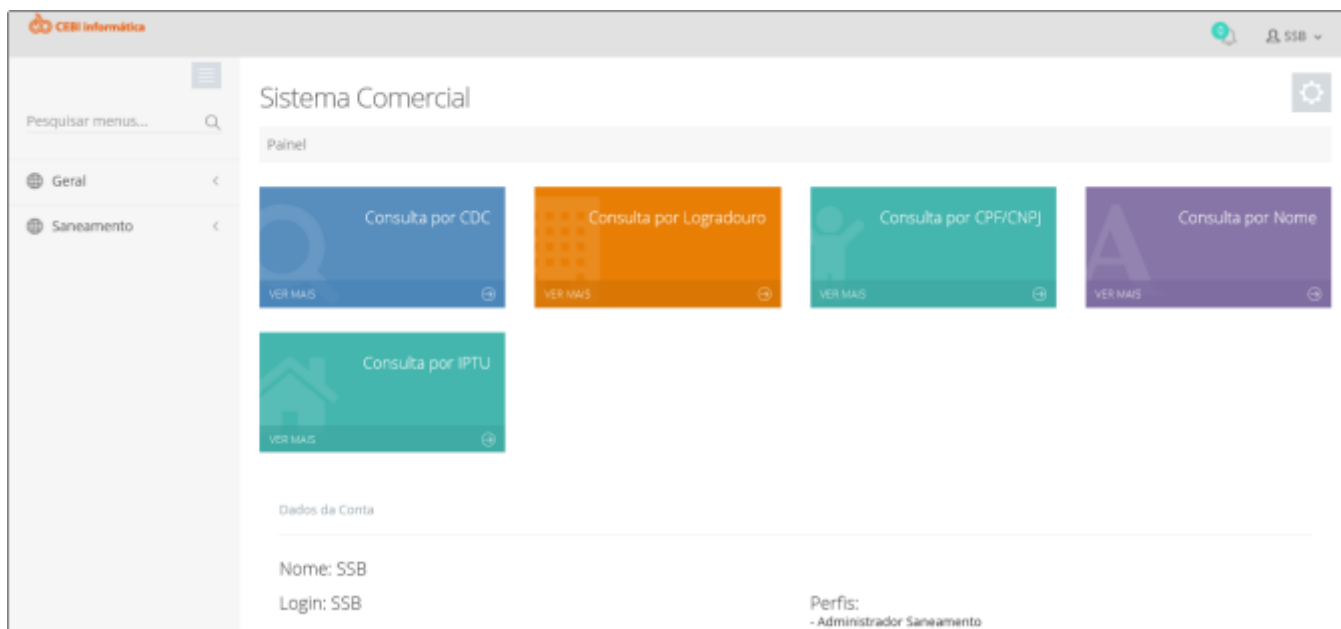 CEBI Informática
0
SSB
Sistema Comercial
Pesquisar menus...
Painel
Geral
Saneamento
Consulta por CDC
VER MAIS
Consulta por Logradouro
VER MAIS
Consulta por CPF/CNPJ
VER MAIS
Consulta por Nome
VER MAIS
Consulta por IPTU
VER MAIS
Dados da Conta
Nome: SSB
Login: SSB
Perfis:
- Administrador Saneamento